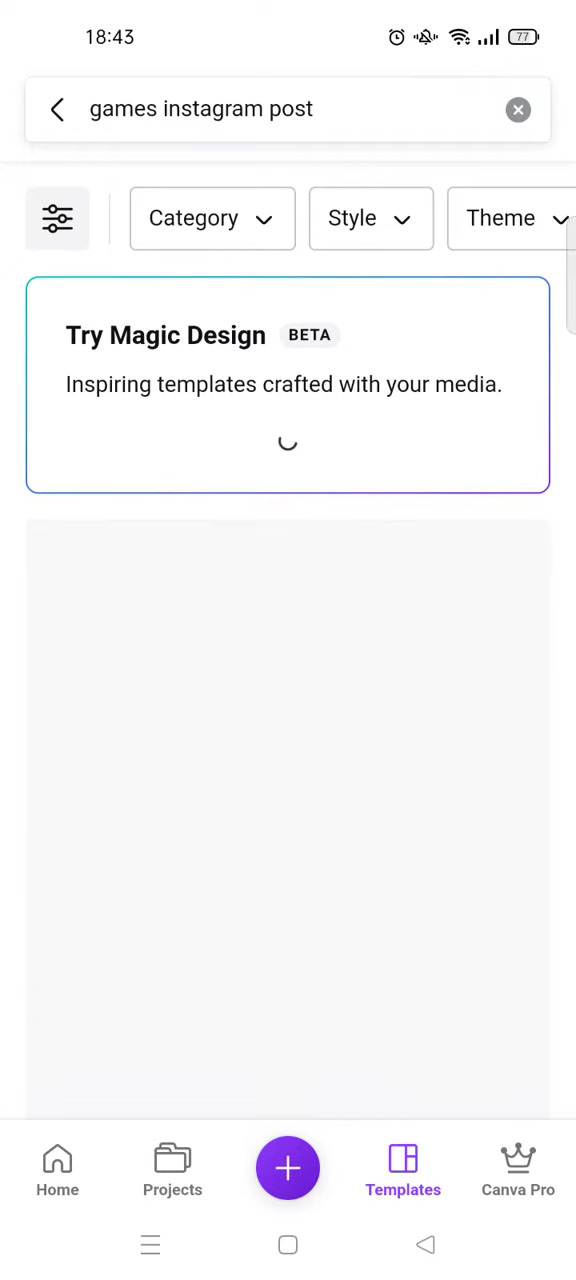 18:43
77
games instagram post
Category
Style
Theme
Try Magic Design BETA
Inspiring templates crafted with your media.
Home
Projects
Templates
Canva Pro